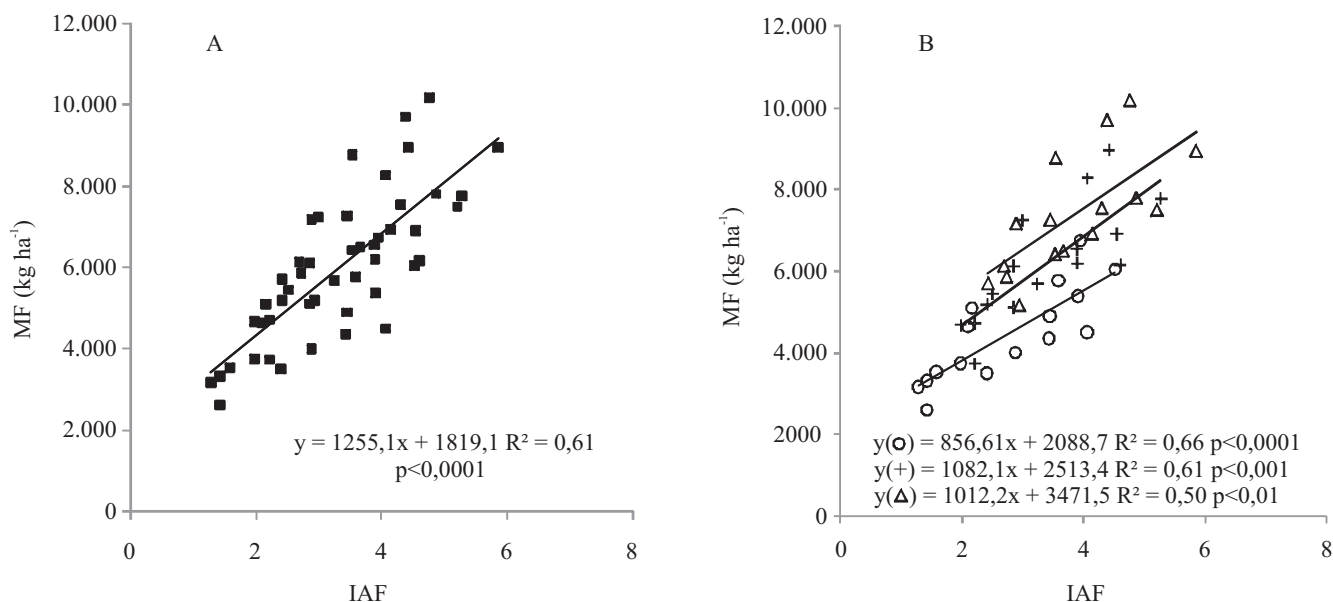 12.000
10.000
8.000
6.000
4.000
2.000
0
MF (kg ha⁻¹)
A
y = 1255,1x + 1819,1 R² = 0,61
p<0,0001
0 2 4 6 8
IAF
12.000
10.000
8.000
6.000
4.000
2000
0
MF (kg ha⁻¹)
B
y(O) = 856,61x + 2088,7 R² = 0,66 p<0,0001
y(+) = 1082,1x + 2513,4 R² = 0,61 p<0,001
y(Δ) = 1012,2x + 3471,5 R² = 0,50 p<0,01
0 2 4 6 8
IAF